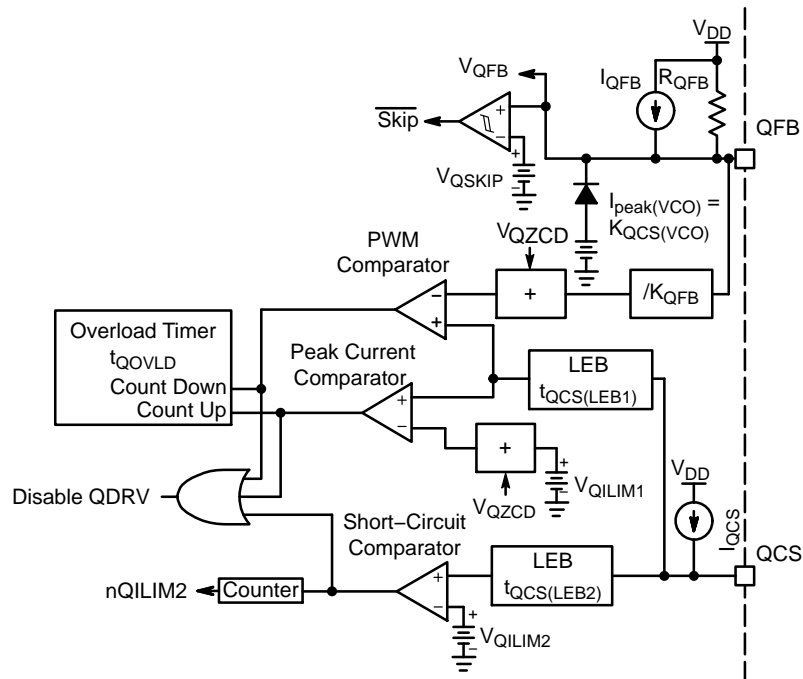 VDD
VQFB
IQFB
RQFB
QFB
Skip
+
−
+
−
VQSKIP
Ipeak(VCO) =
KQCS(VCO)
VQZCD
PWM
Comparator
−
+
+
/KQFB
Overload Timer
tQOVLD
Count Down
Count Up
Peak Current
Comparator
+
−
LEB
tQCS(LEB1)
+
+
−
VQILIM1
VQZCD
VDD
IQCS
QCS
Disable QDRV
Short−Circuit
Comparator
+
−
LEB
tQCS(LEB2)
nQILIM2
Counter
+
−
VQILIM2